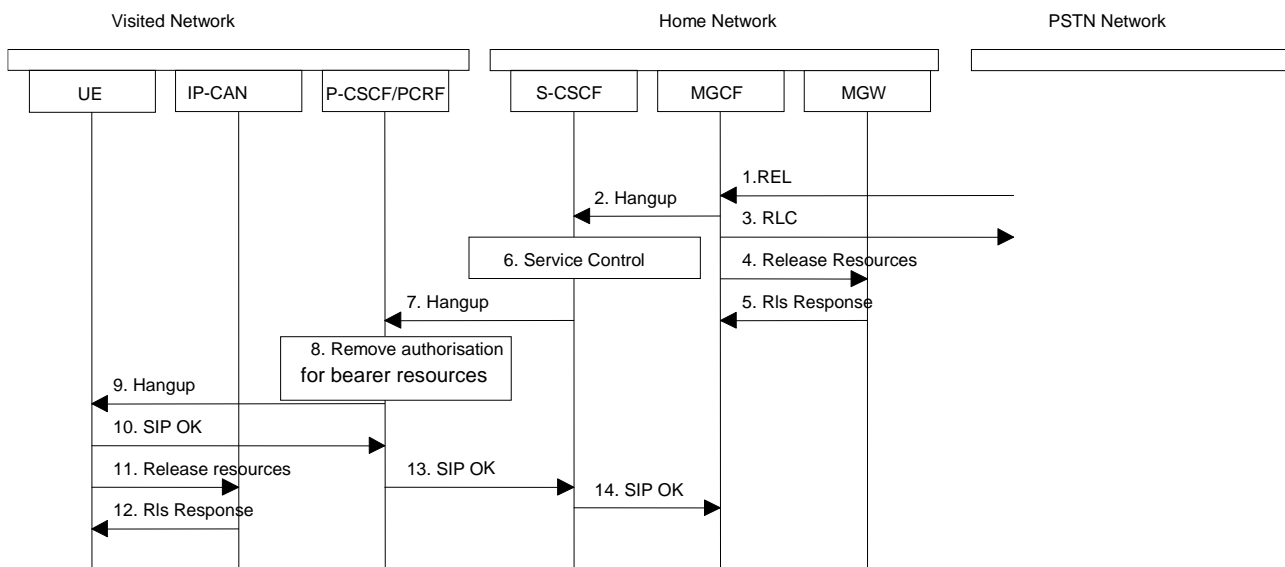 Visited Network
Home Network
PSTN Network
UE
IP-CAN
P-CSCF/PCRF
S-CSCF
MGCF
MGW
1.REL
2. Hangup
3. RLC
6. Service Control
4. Release Resources
7. Hangup
5. Rls Response
8. Remove authorisation
for bearer resources
9. Hangup
10. SIP OK
11. Release resources
13. SIP OK
14. SIP OK
12. Rls Response